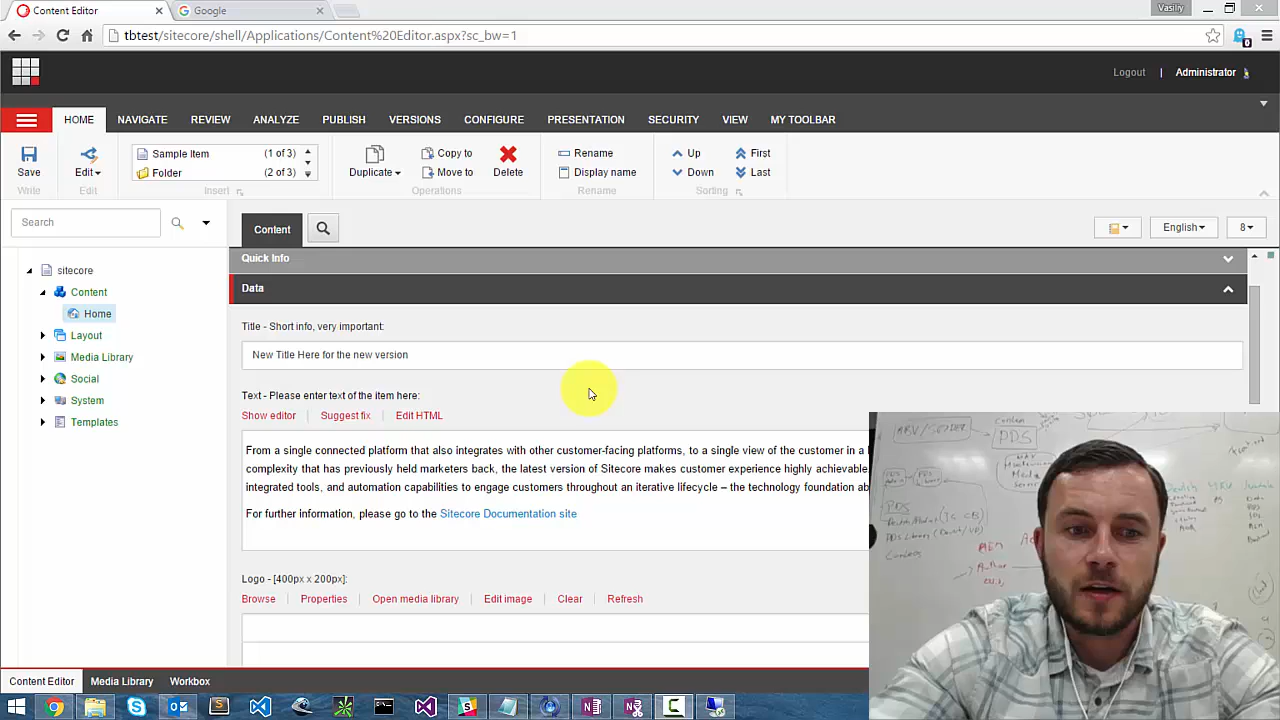 Content Editor
Google
Vasiliy
tbtest/sitecore/shell/Applications/Content%20Editor.aspx?sc_bw=1
0
Logout | Administrator
HOME NAVIGATE REVIEW ANALYZE PUBLISH VERSIONS CONFIGURE PRESENTATION SECURITY VIEW MY TOOLBAR
Sample Item (1 of 3) Copy to Rename Up First
Save Edit Folder (2 of 3) Duplicate Move to Delete Display name Down Last
Write Edit Insert Operations Rename Sorting
Search
Content
English
8
Quick Info
sitecore
Content
Home
Layout
Media Library
Social
System
Templates
Data
Title - Short info, very important:
New Title Here for the new version
Text - Please enter text of the item here:
Show editor | Suggest fix | Edit HTML
From a single connected platform that also integrates with other customer-facing platforms, to a single view of the customer in a
complexity that has previously held marketers back, the latest version of Sitecore makes customer experience highly achievable.
integrated tools and automation capabilities to engage customers throughout an iterative lifecycle – the technology foundation
For further information, please go to the Sitecore Documentation site
Logo - [400px x 200px]:
Browse | Properties | Open media library | Edit image | Clear | Refresh
PDS
PDS
Content Editor Media Library Workbox